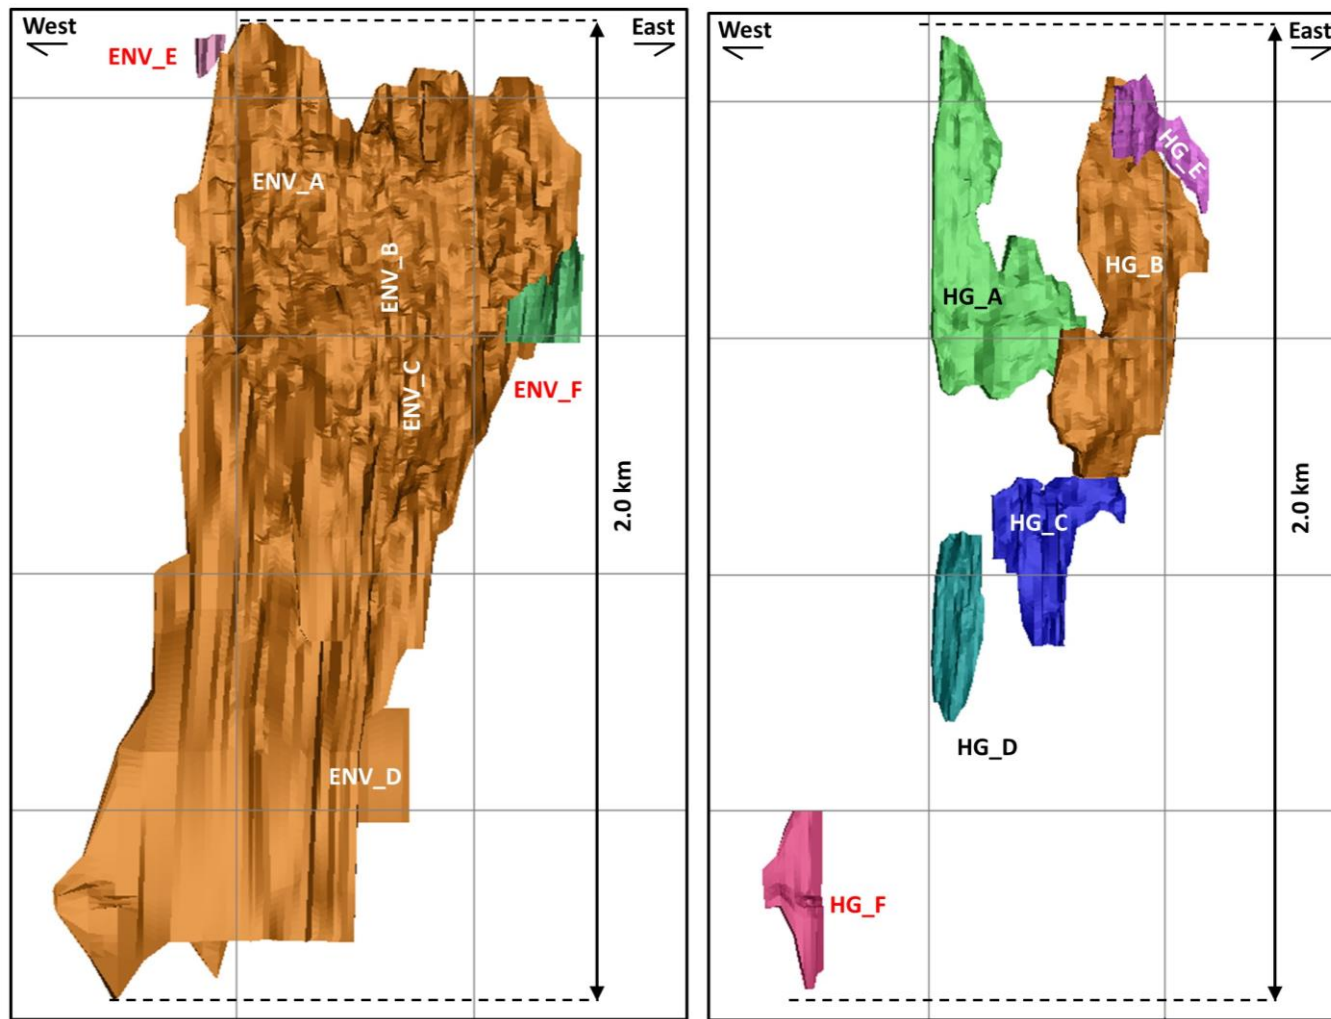 West
East
ENV_E
ENV_A
ENV_B
ENV_C
ENV_F
ENV_D
2.0 km
West
East
HG_E
HG_B
HG_A
HG_C
HG_D
HG_F
2.0 km